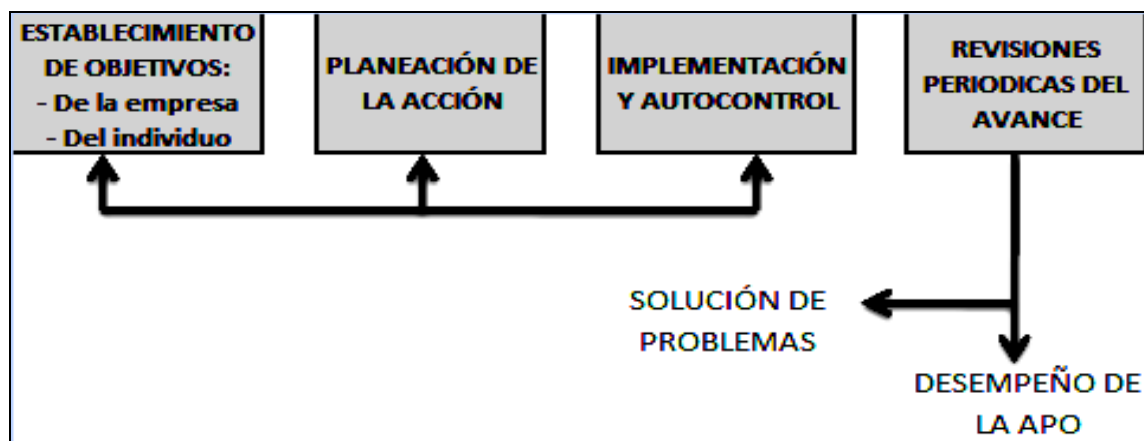 ESTABLECIMIENTO
DE OBJETIVOS:
- De la empresa
- Del individuo
PLANEACIÓN DE
LA ACCIÓN
IMPLEMENTACIÓN
Y AUTOCONTROL
REVISIONES
PERIODICAS DEL
AVANCE
SOLUCIÓN DE
PROBLEMAS
DESEMPEÑO DE
LA APO